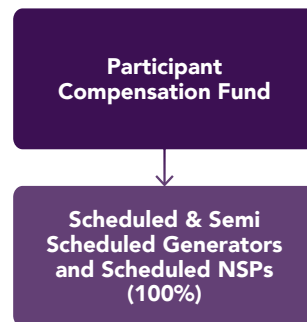 Participant
Compensation Fund
Scheduled & Semi
Scheduled Generators
and Scheduled NSPs
(100%)